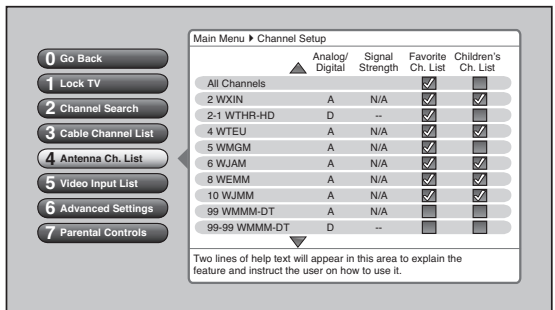 Main Menu ▶ Channel Setup
0 Go Back
1 Lock TV
2 Channel Search
3 Cable Channel List
4 Antenna Ch. List
5 Video Input List
6 Advanced Settings
7 Parental Controls
Analog/ Signal Favorite Children's
Digital Strength Ch. List Ch. List
All Channels
2 WXIN A N/A
2-1 WTHR-HD D --
4 WTEU A N/A
5 WMGM A N/A
6 WJAM A N/A
8 WEMM A N/A
10 WJMM A N/A
99 WMMM-DT A N/A
99-99 WMMM-DT D --
Two lines of help text will appear in this area to explain the
feature and instruct the user on how to use it.